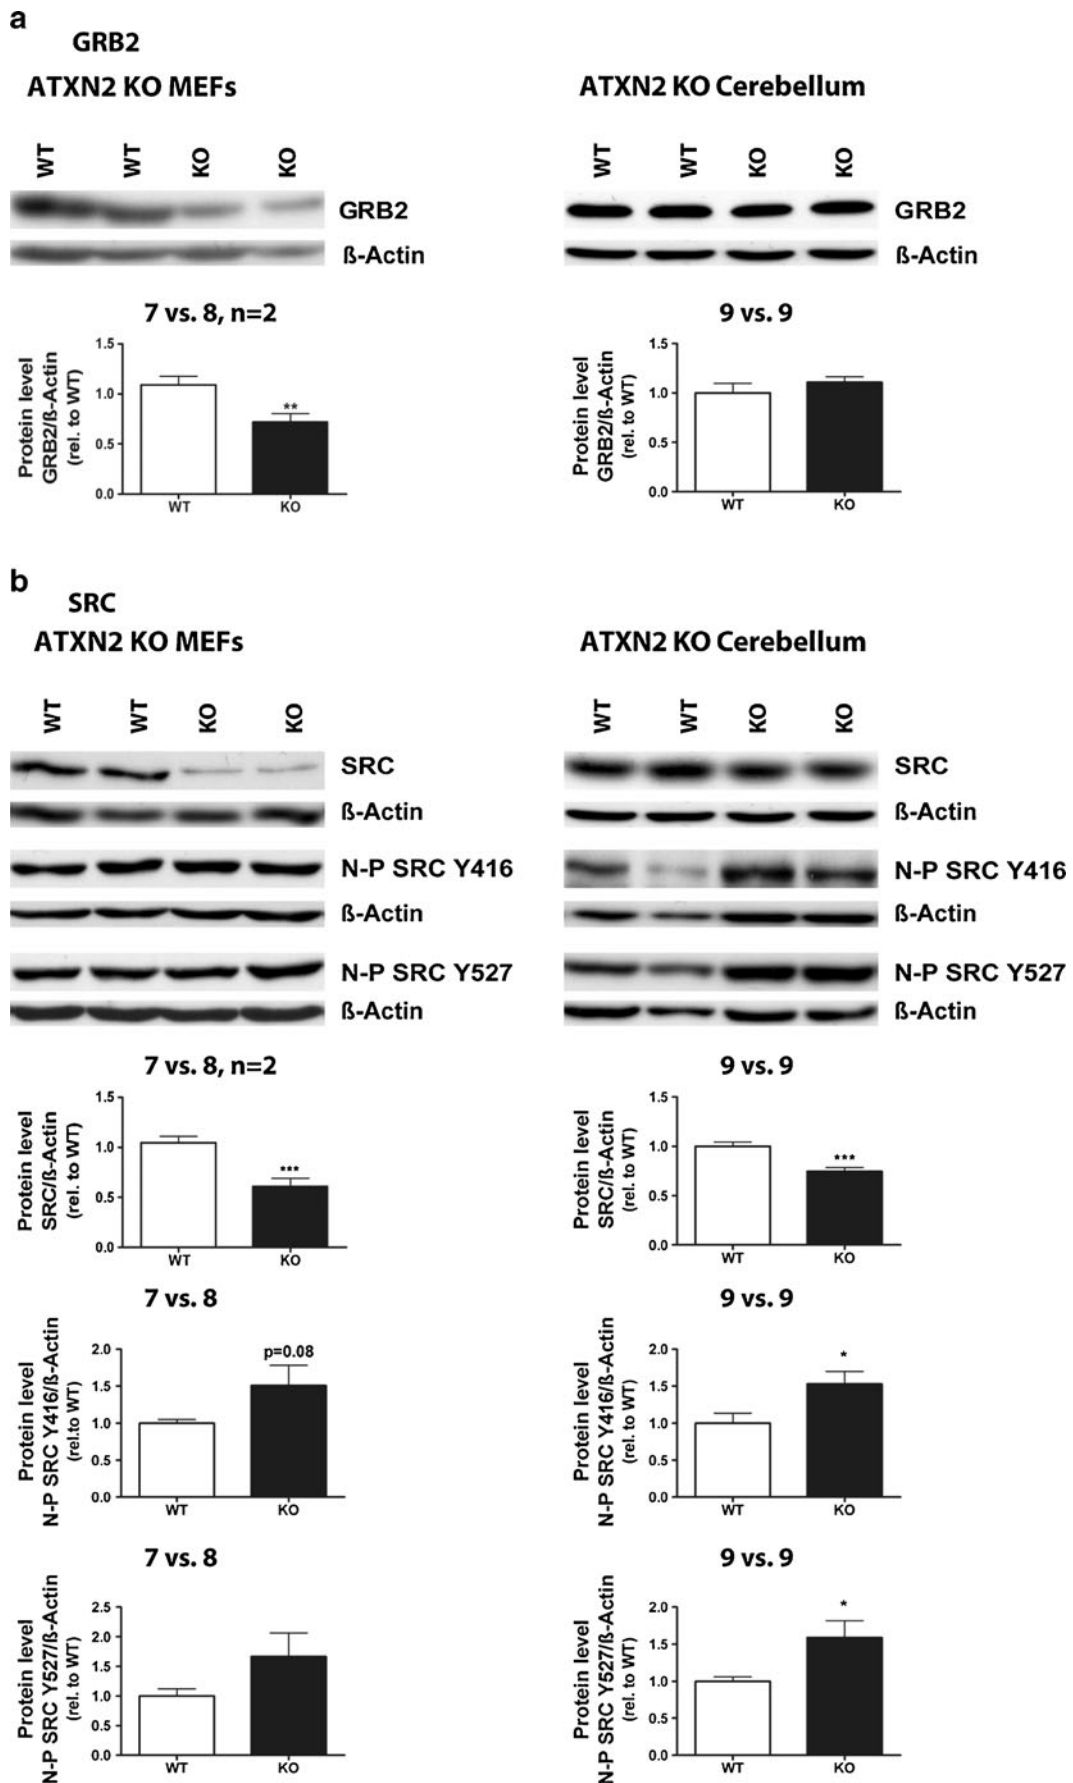 a
GRB2
ATXN2 KO MEFs
WT WT KO KO
GRB2
ß-Actin
7 vs. 8, n=2
Protein level
GRB2/ß-Actin
(rel. to WT)
1.5
1.0
0.5
0.0
**
WT KO
ATXN2 KO Cerebellum
WT WT KO KO
GRB2
ß-Actin
9 vs. 9
Protein level
GRB2/ß-Actin
(rel. to WT)
1.5
1.0
0.5
0.0
WT KO
b
SRC
ATXN2 KO MEFs
WT WT KO KO
SRC
ß-Actin
N-P SRC Y416
ß-Actin
N-P SRC Y527
ß-Actin
7 vs. 8, n=2
Protein level
SRC/ß-Actin
(rel. to WT)
1.5
1.0
0.5
0.0
***
WT KO
7 vs. 8
Protein level
N-P SRC Y416/ß-Actin
(rel.to WT)
2.0
1.5
1.0
0.5
0.0
p=0.08
WT KO
7 vs. 8
Protein level
N-P SRC Y527/ß-Actin
(rel. to WT)
2.5
2.0
1.5
1.0
0.5
0.0
WT KO
ATXN2 KO Cerebellum
WT WT KO KO
SRC
ß-Actin
N-P SRC Y416
ß-Actin
N-P SRC Y527
ß-Actin
9 vs. 9
Protein level
SRC/ß-Actin
(rel. to WT)
1.5
1.0
0.5
0.0
***
WT KO
9 vs. 9
Protein level
N-P SRC Y416/ß-Actin
(rel. to WT)
2.0
1.5
1.0
0.5
0.0
*
WT KO
9 vs. 9
Protein level
N-P SRC Y527/ß-Actin
(rel. to WT)
2.0
1.5
1.0
0.5
0.0
*
WT KO